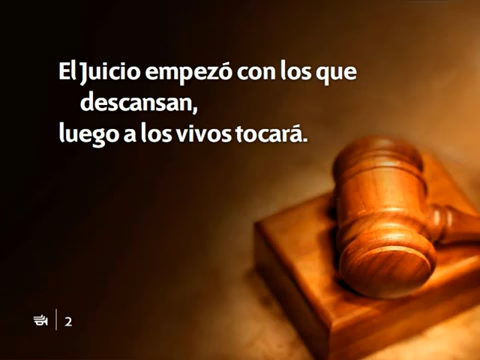 El Juicio empezó con los que
descansan,
luego a los vivos tocará.
2